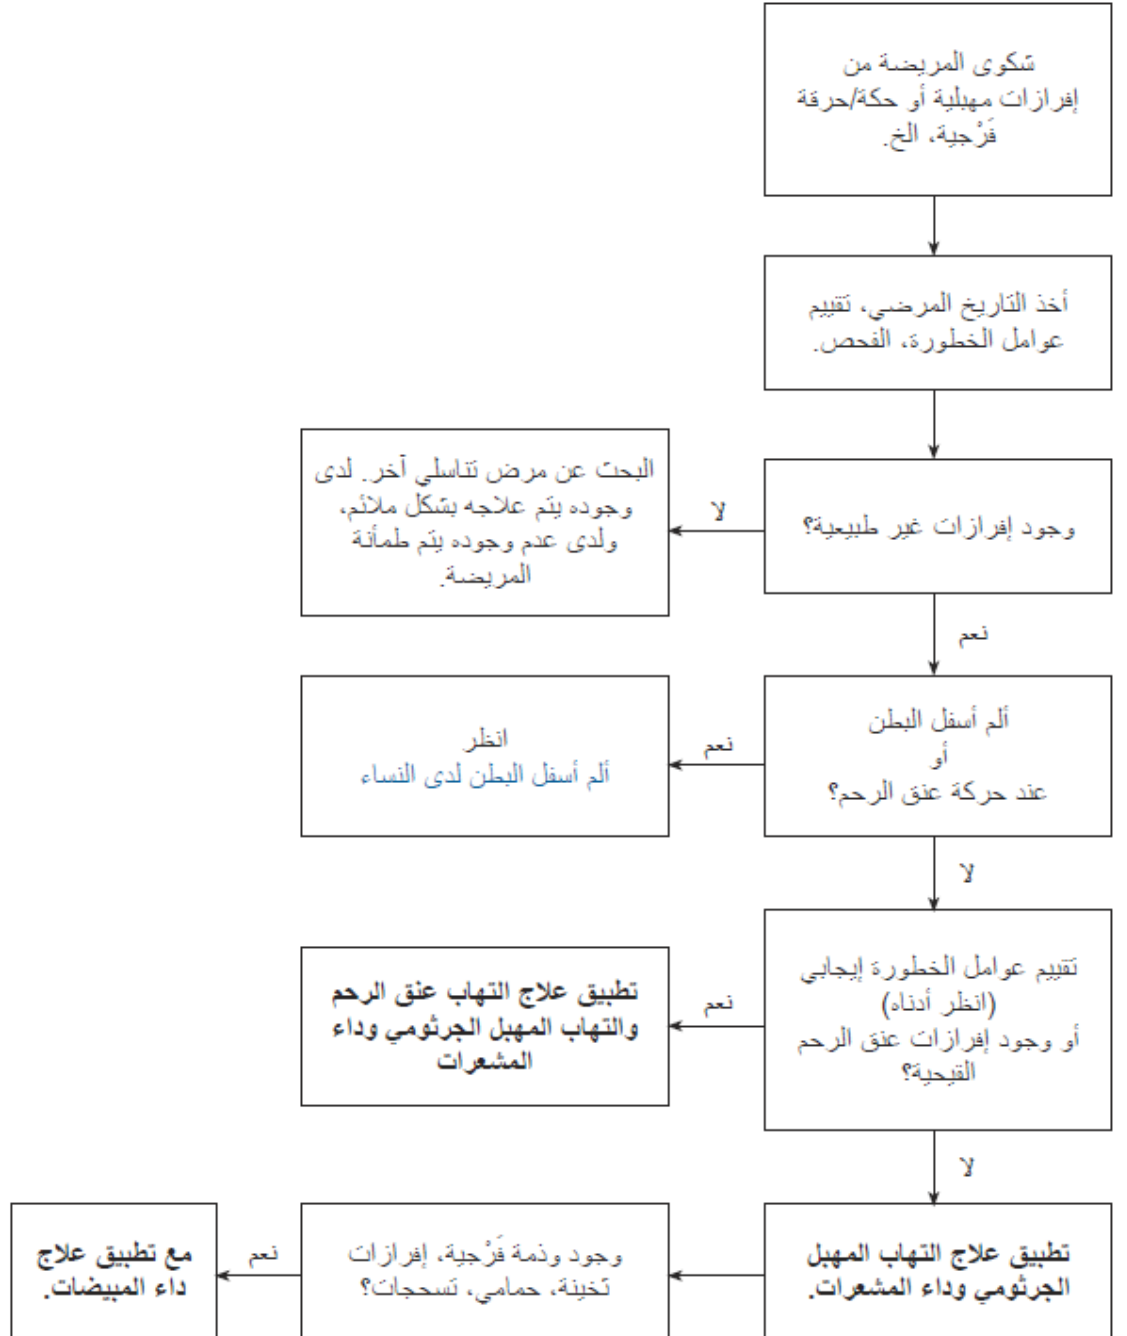 شكوى المريضة من
إفرازات مهبلية أو حكة/حرقة
فَرْجية، الخ.
أخذ التاريخ المرضي، تقييم
عوامل الخطورة، الفحص.
وجود إفرازات غير طبيعية؟
لا
البحث عن مرض تناسلي آخر. لدى
وجوده يتم علاجه بشكل ملائم،
ولدى عدم وجوده يتم طمأنة
المريضة.
نعم
ألم أسفل البطن
أو
عند حركة عنق الرحم؟
نعم
انظر
ألم أسفل البطن لدى النساء
لا
تقييم عوامل الخطورة إيجابي
(انظر أدناه)
أو وجود إفرازات عنق الرحم
القيحية؟
نعم
تطبيق علاج التهاب عنق الرحم
والتهاب المهبل الجرثومي وداء
المشعرات
لا
تطبيق علاج التهاب المهبل
الجرثومي وداء المشعرات.
وجود وذمة فَرْجية، إفرازات
ثخينة، حمامي، تسحجات؟
نعم
مع تطبيق علاج
داء المبيضات.